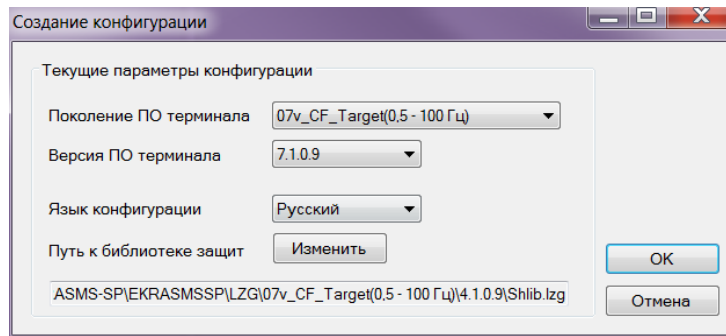 Создание конфигурации
Текущие параметры конфигурации
Поколение ПО терминала 07v_CF_Target(0,5 - 100 Гц)
Версия ПО терминала 7.1.0.9
Язык конфигурации Русский
Путь к библиотеке защит Изменить
ASMS-SP\EKRASMSSP\LZG\07v_CF_Target(0,5 - 100 Гц)\4.1.0.9\Shlib.lzg
OK
Отмена